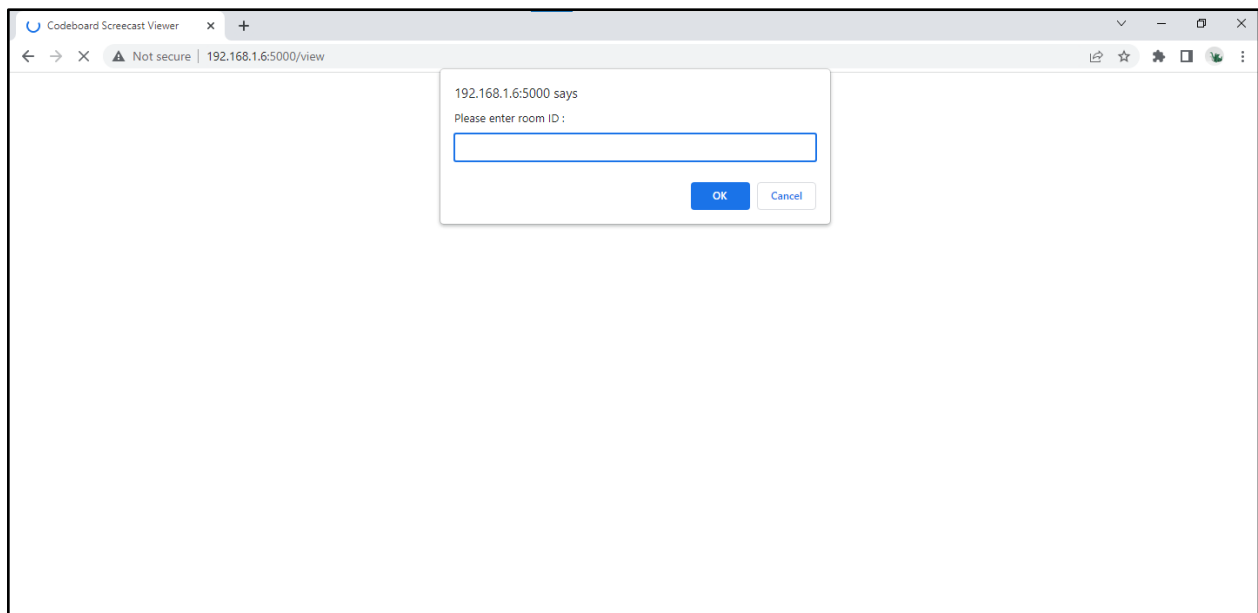 Codeboard Screecast Viewer
Not secure | 192.168.1.6:5000/view
192.168.1.6:5000 says
Please enter room ID :
OK Cancel